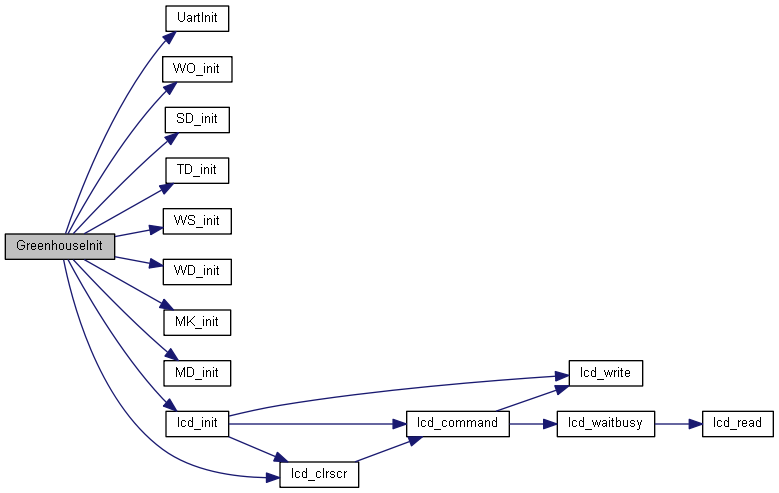 UartInit
WO_init
SD_init
TD_init
WS_init
GreenhouseInit
WD_init
MK_init
MD_init
lcd_write
lcd_init
lcd_command
lcd_waitbusy
lcd_read
lcd_clrscr